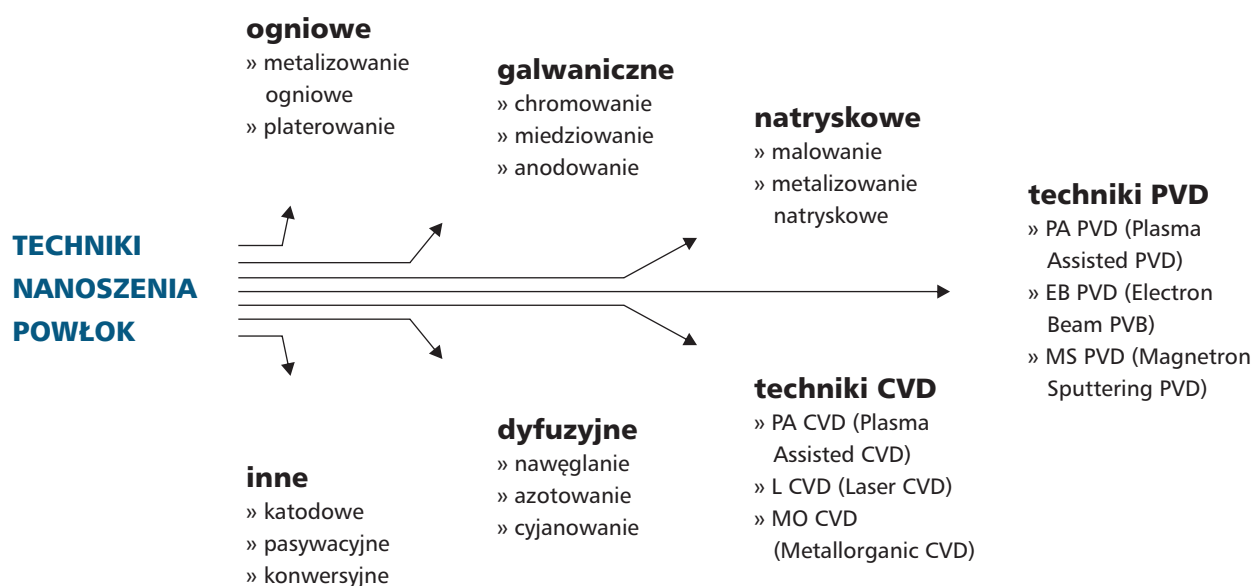 TECHNIKI
NANOSZENIA
POWŁOK
ogniowe
» metalizowanie
ogniowe
» platerowanie
galwaniczne
» chromowanie
» miedziowanie
» anodowanie
natryskowe
» malowanie
» metalizowanie
natryskowe
techniki PVD
» PA PVD (Plasma
Assisted PVD)
» EB PVD (Electron
Beam PVB)
» MS PVD (Magnetron
Sputtering PVD)
techniki CVD
» PA CVD (Plasma
Assisted CVD)
» L CVD (Laser CVD)
» MO CVD
(Metallorganic CVD)
dyfuzyjne
» nawęglanie
» azotowanie
» cyjanowanie
inne
» katodowe
» pasywacyjne
» konwersyjne